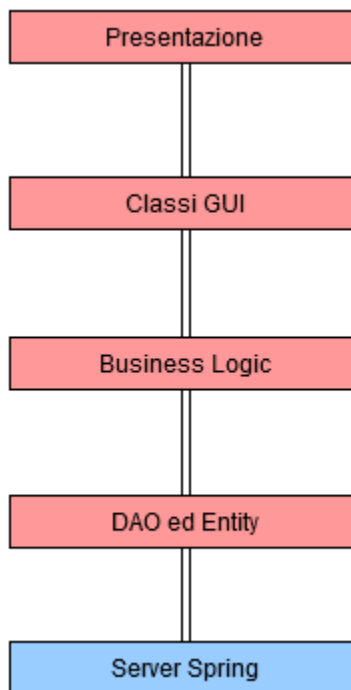 Presentazione
Classi GUI
Business Logic
DAO ed Entity
Server Spring